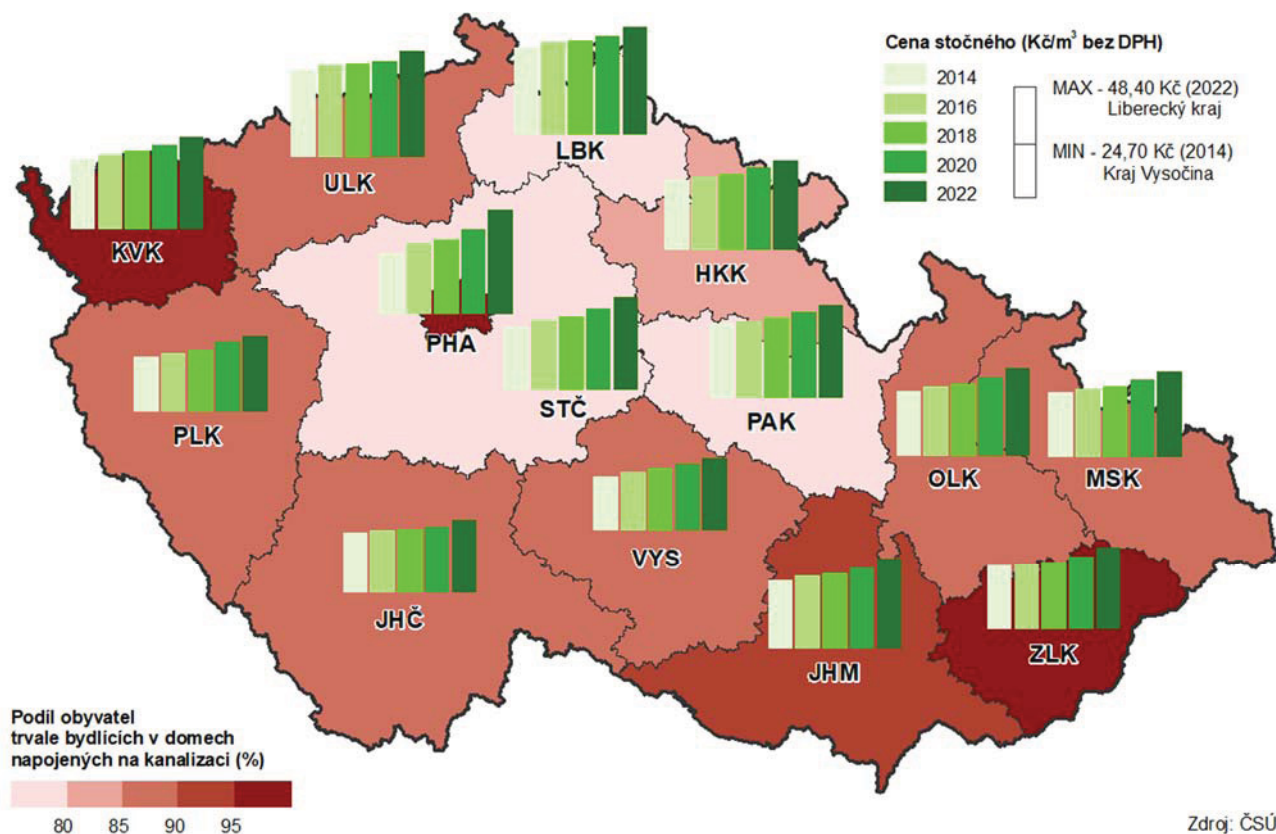 Cena stočného (Kč/m³ bez DPH)
2014
2016
2018
2020
2022
MAX - 48,40 Kč (2022)
Liberecký kraj
MIN - 24,70 Kč (2014)
Kraj Vysočina
LBK
ULK
KVK
HKK
PHA
STČ
PAK
PLK
OLK
MSK
VYS
JHČ
JHM
ZLK
Podíl obyvatel
trvale bydlících v domech
napojených na kanalizaci (%)
80 85 90 95
Zdroj: ČSÚ